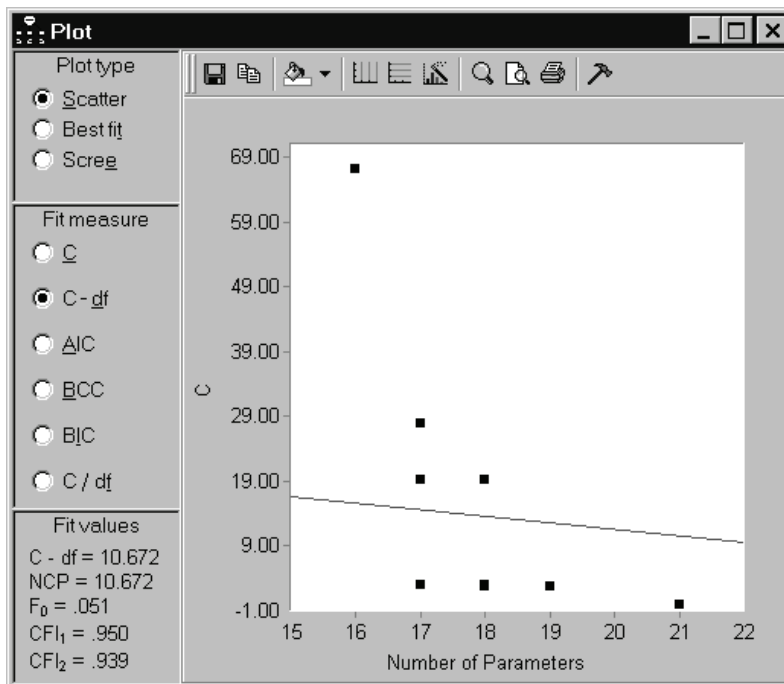 Plot
Plot type
Scatter
Best fit
Scree
Fit measure
C
C - df
AIC
BCC
BIC
C / df
Fit values
C - df = 10.672
NCP = 10.672
F₀ = .051
CFI₁ = .950
CFI₂ = .939
69.00
59.00
49.00
39.00
29.00
19.00
9.00
-1.00
C
15 16 17 18 19 20 21 22
Number of Parameters